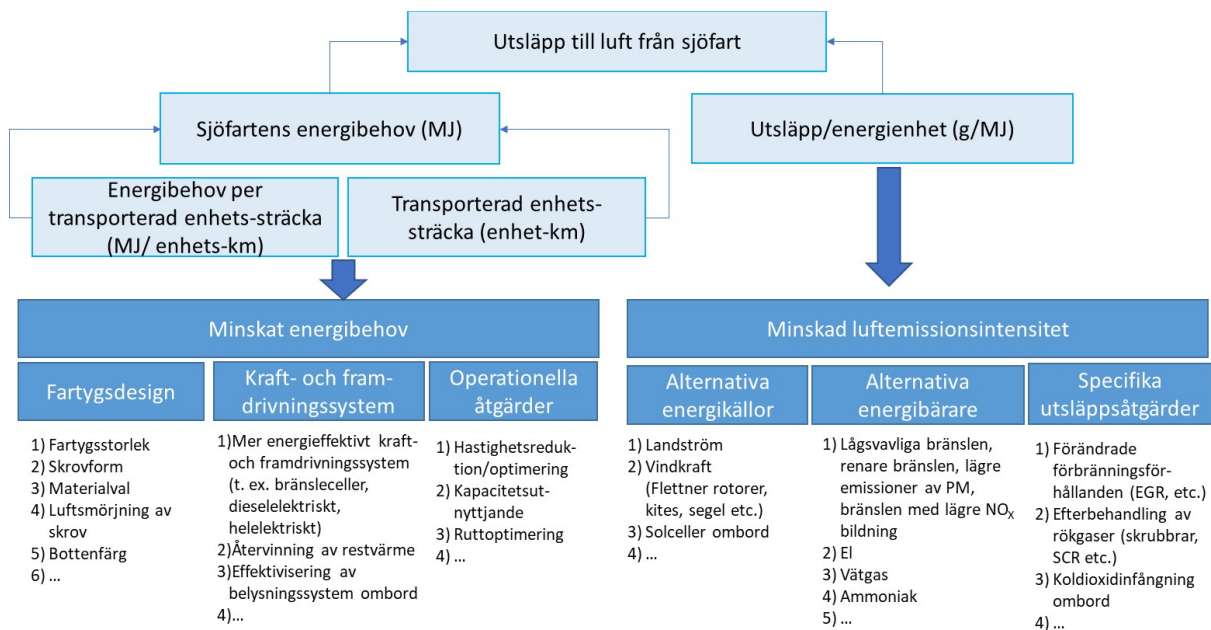 Utsläpp till luft från sjöfart
Sjöfartens energibehov (MJ)
Utsläpp/energienhet (g/MJ)
Energibehov per
transporterad enhets-sträcka
(MJ/ enhets-km)
Transporterad enhets-
sträcka (enhet-km)
Minskat energibehov
Fartygsdesign
1) Fartygsstorlek
2) Skrovform
3) Materialval
4) Luftsmörjning av
skrov
5) Bottenfärg
6) ...
Kraft- och fram-
drivningssystem
1)Mer energieffektivt kraft-
och framdrivningssystem
(t. ex. bränsleceller,
dieselelektriskt,
helelektriskt)
2)Återvinning av restvärme
3)Effektivisering av
belysningssystem ombord
4)...
Operationella
åtgärder
1) Hastighetsreduk-
tion/optimering
2) Kapacitetsut-
nyttjande
3) Ruttoptimering
4) ...
Minskad luftemissionsintensitet
Alternativa
energikällor
1) Landström
2) Vindkraft
(Flettner rotorer,
kites, segel etc.)
3) Solceller ombord
4) ...
Alternativa
energibärare
1) Lågsvavliga bränslen,
renare bränslen, lägre
emissioner av PM,
bränslen med lägre NOₓ
bildning
2) El
3) Vätgas
4) Ammoniak
5) ...
Specifika
utsläppsåtgärder
1) Förändrade
förbränningsför-
hållanden (EGR, etc.)
2) Efterbehandling av
rökgaser (skrubbrar,
SCR etc.)
3) Koldioxidinfångning
ombord
4) ...